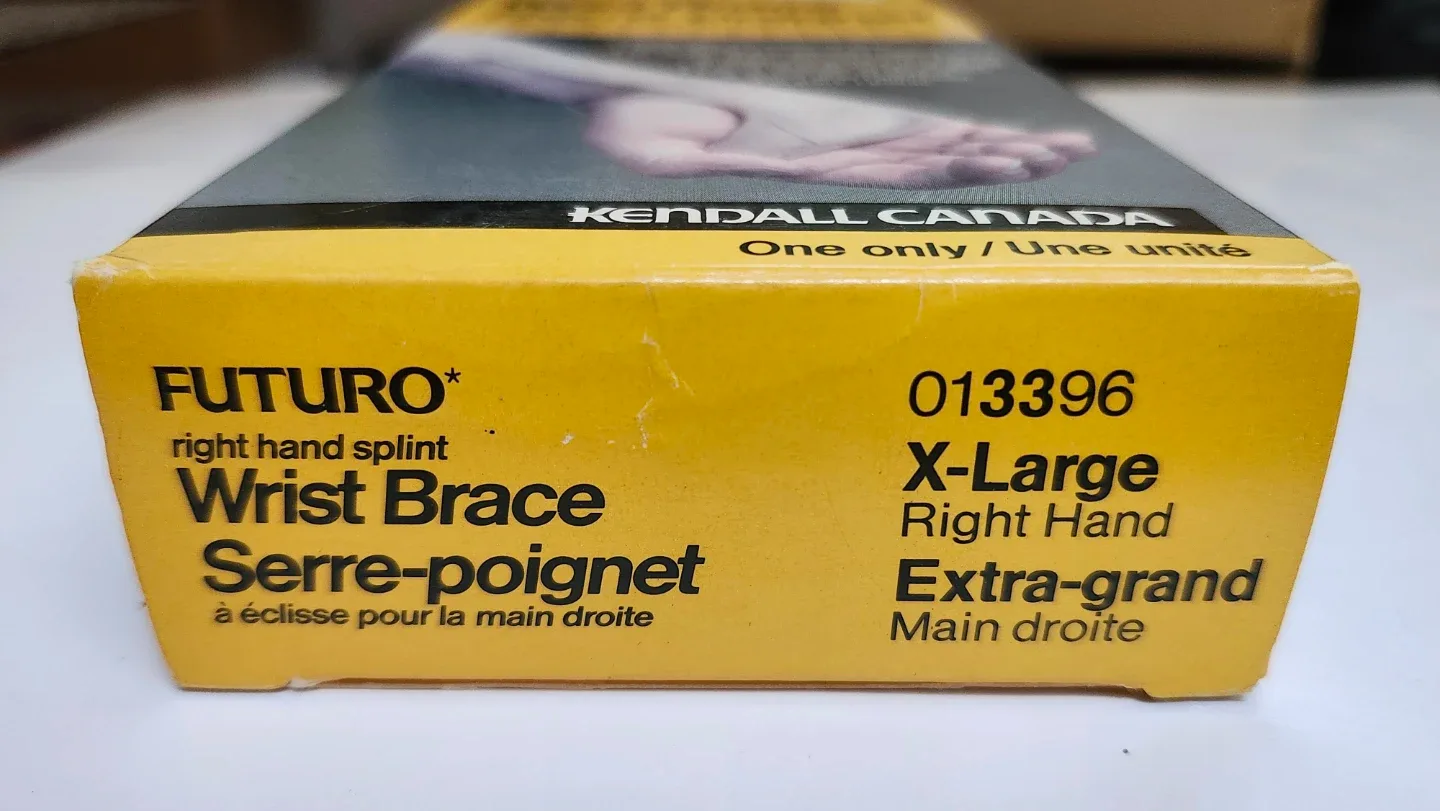 KENDALL CANADA
One only / Une unité
FUTURO*
right hand splint
Wrist Brace
Serre-poignet
à éclisse pour la main droite
013396
X-Large
Right Hand
Extra-grand
Main droite